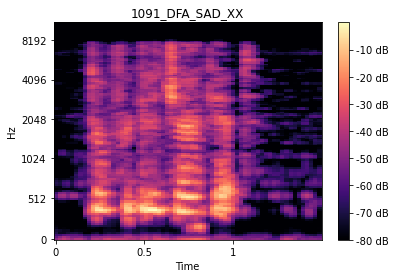 1091_DFA_SAD_XX
8192
4096
2048
1024
512
0
Hz
0
0.5
1
Time
-10 dB
-20 dB
-30 dB
-40 dB
-50 dB
-60 dB
-70 dB
-80 dB